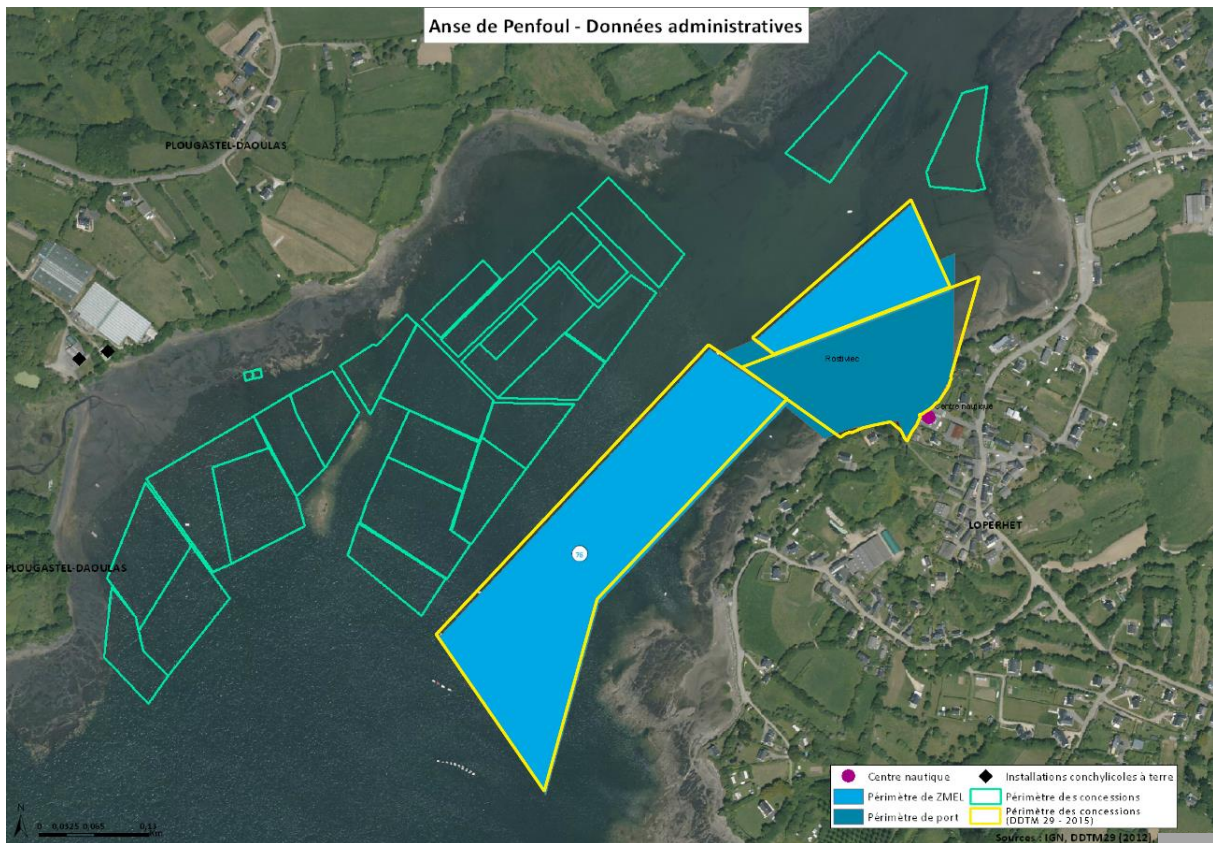 Anse de Penfoul - Données administratives
PLOUGASTEL-DAOULAS
Rostiviec
Centre nautique
LOPERHET
76
PLOUGASTEL-DAOULAS
Centre nautique
Installations conchylicoles à terre
Périmètre de ZMEL
Périmètre des concessions
Périmètre de port
Périmètre des concessions
(DDTM 29 - 2015)
N
0 0,0325 0,065 0,13
Km
Sources : IGN, DDTM29 (2012),